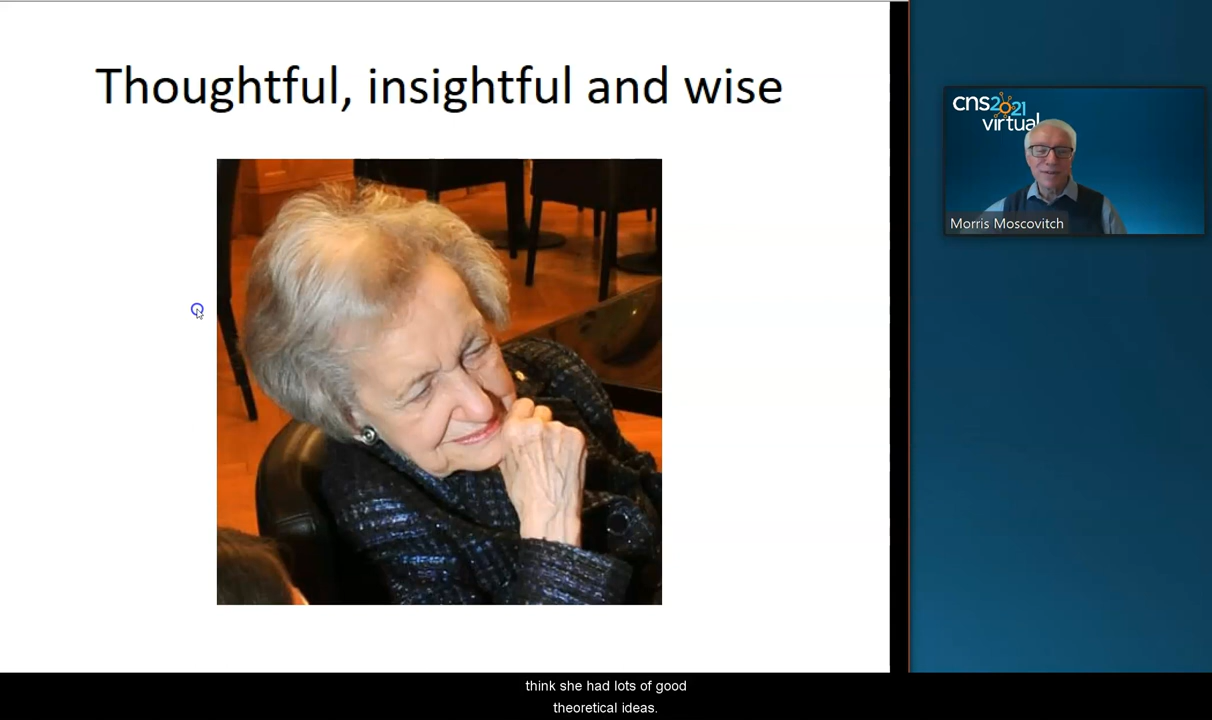 Thoughtful, insightful and wise
cns2021
virtual
Morris Moscovitch
think she had lots of good
theoretical ideas.